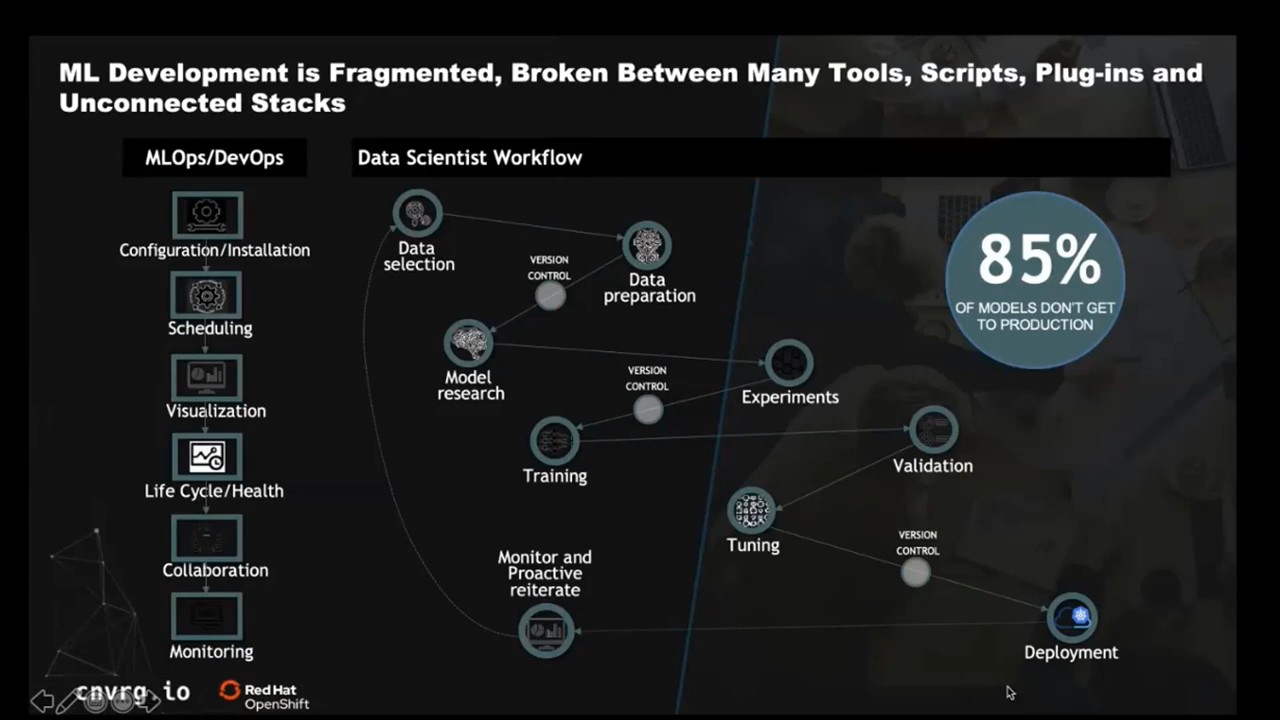 ML Development is Fragmented, Broken Between Many Tools, Scripts, Plug-ins and
Unconnected Stacks
MLOps/DevOps
Configuration/Installation
Scheduling
Visualization
Life Cycle/Health
Collaboration
Monitoring
Data Scientist Workflow
Data
selection
VERSION
CONTROL
Data
preparation
Model
research
VERSION
CONTROL
Experiments
Training
Validation
Tuning
VERSION
CONTROL
Monitor and
Proactive
reiterate
Deployment
85%
OF MODELS DON'T GET
TO PRODUCTION
cnvrg.io
Red Hat
OpenShift